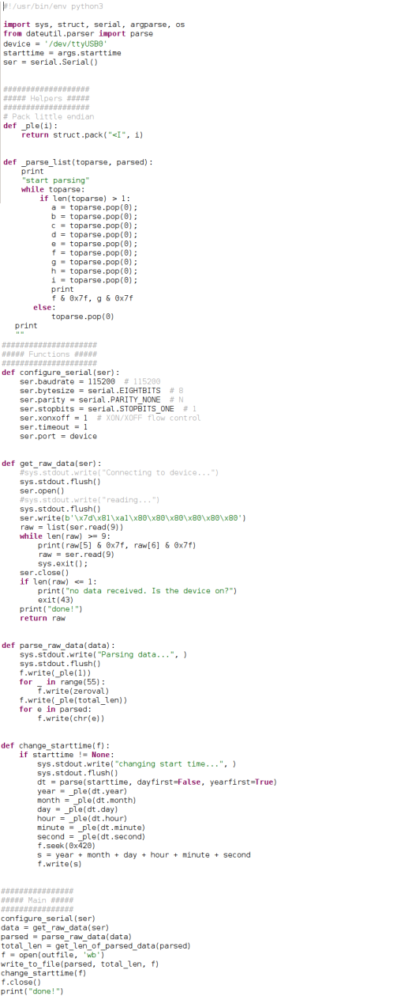 #!/usr/bin/env python3
import sys, struct, serial, argparse, os
from dateutil.parser import parse
device = '/dev/ttyUSB0'
starttime = args.starttime
ser = serial.Serial()
###################
##### Helpers #####
###################
# Pack little endian
def _ple(i):
    return struct.pack("<I", i)
def _parse_list(toparse, parsed):
    print
    "start parsing"
    while toparse:
        if len(toparse) > 1:
            a = toparse.pop(0);
            b = toparse.pop(0);
            c = toparse.pop(0);
            d = toparse.pop(0);
            e = toparse.pop(0);
            f = toparse.pop(0);
            g = toparse.pop(0);
            h = toparse.pop(0);
            i = toparse.pop(0);
            print
            f & 0x7f, g & 0x7f
        else:
            toparse.pop(0)
    print
    ""
#####################
##### Functions #####
#####################
def configure_serial(ser):
    ser.baudrate = 115200  # 115200
    ser.bytesize = serial.EIGHTBITS  # 8
    ser.parity = serial.PARITY_NONE  # N
    ser.stopbits = serial.STOPBITS_ONE  # 1
    ser.xonxoff = 1  # XON/XOFF flow control
    ser.timeout = 1
    ser.port = device
def get_raw_data(ser):
    #sys.stdout.write("Connecting to device...")
    sys.stdout.flush()
    ser.open()
    #sys.stdout.write("reading...")
    sys.stdout.flush()
    ser.write(b'\x7d\x81\xa1\x80\x80\x80\x80\x80\x80')
    raw = list(ser.read(9))
    while len(raw) >= 9:
        print(raw[5] & 0x7f, raw[6] & 0x7f)
        raw = ser.read(9)
        sys.exit();
    ser.close()
    if len(raw) <= 1:
        print("no data received. Is the device on?")
        exit(43)
    print("done!")
    return raw
def parse_raw_data(data):
    sys.stdout.write("Parsing data...", )
    sys.stdout.flush()
    f.write(_ple(1))
    for _ in range(55):
        f.write(zeroval)
    f.write(_ple(total_len))
    for e in parsed:
        f.write(chr(e))
def change_starttime(f):
    if starttime != None:
        sys.stdout.write("changing start time...", )
        sys.stdout.flush()
        dt = parse(starttime, dayfirst=False, yearfirst=True)
        year = _ple(dt.year)
        month = _ple(dt.month)
        day = _ple(dt.day)
        hour = _ple(dt.hour)
        minute = _ple(dt.minute)
        second = _ple(dt.second)
        f.seek(0x420)
        s = year + month + day + hour + minute + second
        f.write(s)
################
##### Main #####
################
configure_serial(ser)
data = get_raw_data(ser)
parsed = parse_raw_data(data)
total_len = get_len_of_parsed_data(parsed)
f = open(outfile, 'wb')
write_to_file(parsed, total_len, f)
change_starttime(f)
f.close()
print("done!")